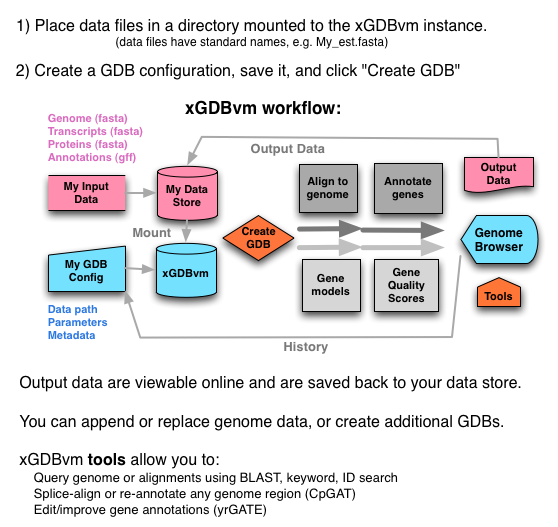 1) Place data files in a directory mounted to the xGDBvm instance.
(data files have standard names, e.g. My_est.fasta)
2) Create a GDB configuration, save it, and click "Create GDB"
xGDBvm workflow:
Genome (fasta)
Transcripts (fasta)
Proteins (fasta)
Annotations (gff)
Output Data
My Input
Data
My Data
Store
Align to
genome
Annotate
genes
Output
Data
Mount
Create
GDB
Genome
Browser
My GDB
Config
xGDBvm
Gene
models
Gene
Quality
Scores
Tools
Data path
Parameters
Metadata
History
Output data are viewable online and are saved back to your data store.
You can append or replace genome data, or create additional GDBs.
xGDBvm tools allow you to:
Query genome or alignments using BLAST, keyword, ID search
Splice-align or re-annotate any genome region (CpGAT)
Edit/improve gene annotations (yrGATE)